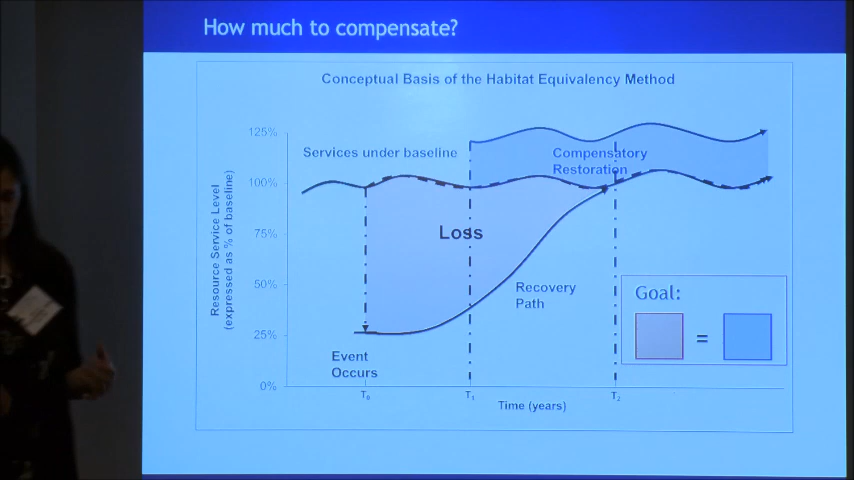 How much to compensate?
Conceptual Basis of the Habitat Equivalency Method
125%
Services under baseline
Compensatory
Restoration
100%
75%
Loss
50%
Recovery
Path
25%
Event
Occurs
0%
T0
T1
T2
Time (years)
Resource Service Level
(expressed as % of baseline)
Goal:
=